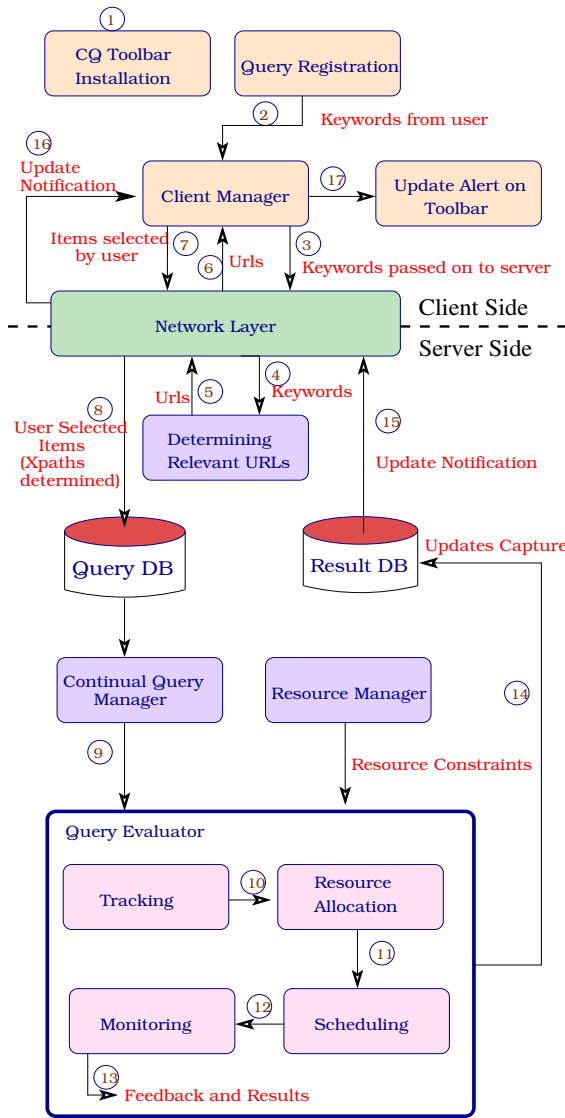 1
CQ Toolbar
Installation
Query Registration
2
Keywords from user
16
Update
Notification
Client Manager
17
Update Alert on
Toolbar
Items selected
by user
7
6
Urls
3
Keywords passed on to server
Client Side
Network Layer
Server Side
8
User Selected
Items
(Xpaths
determined)
Urls
5
4
Keywords
Determining
Relevant URLs
15
Update Notification
Query DB
Result DB
Updates Capture
Continual Query
Manager
Resource Manager
14
9
Resource Constraints
Query Evaluator
Tracking
10
Resource
Allocation
11
Monitoring
12
Scheduling
13
Feedback and Results